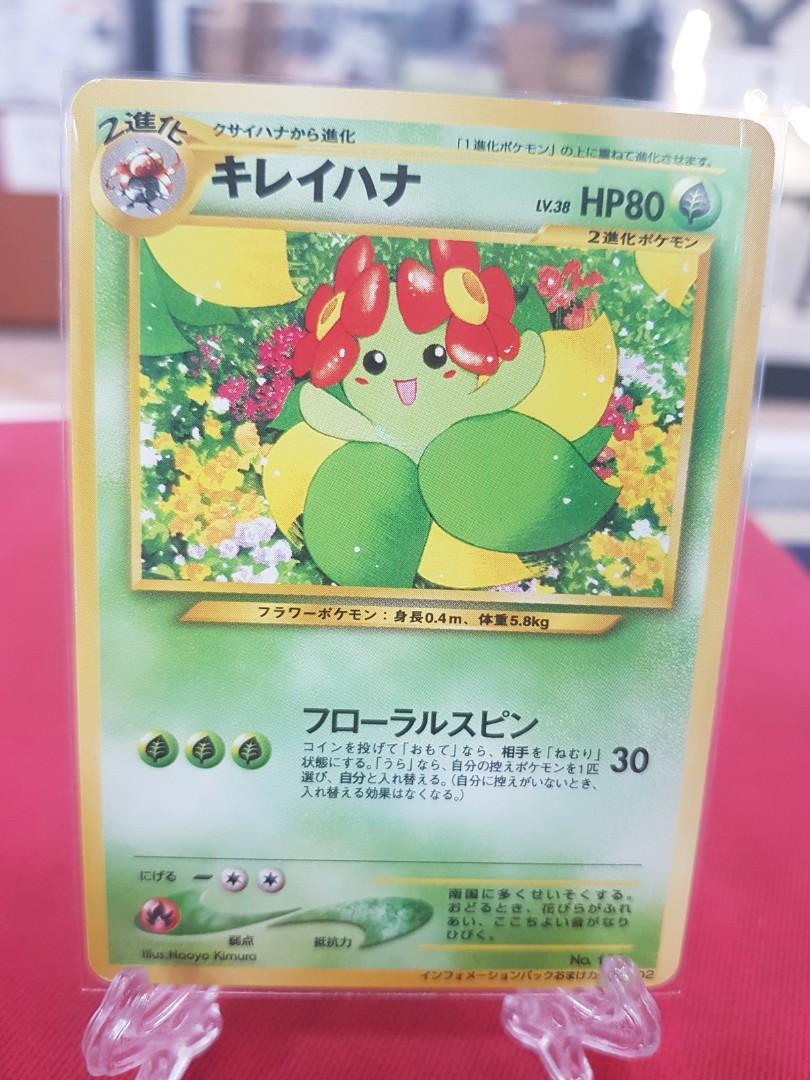 2進化
クサイハナから進化
「1進化ポケモン」の上に重ねて進化させます。
キレイハナ
LV.38 HP80
2進化ポケモン
フラワーポケモン：身長0.4m、体重5.8kg
フローラルスピン
コインを投げて「おもて」なら、相手を「ねむり」
状態にする。「うら」なら、自分の控えポケモンを1匹
選び、自分と入れ替える。（自分に控えがいないとき、
入れ替える効果はなくなる。）
30
にげる
弱点
抵抗力
南国に多くせいそくする。
おどるとき、花びらがふれ
あい、ここちよい音がなり
ひびく。
Illus.Naoyo Kimura
No.
インフォメーションパックおまけカ